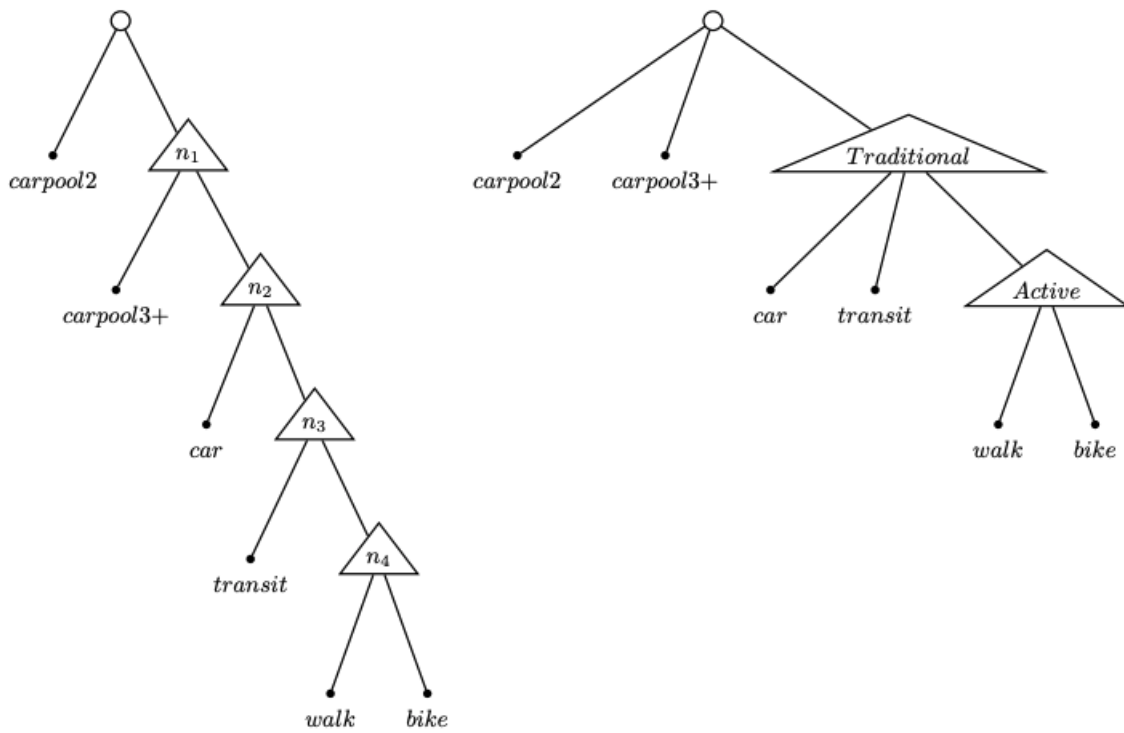 n₁
carpool2
n₂
carpool3+
car
n₃
transit
n₄
walk
bike
Traditional
carpool2
carpool3+
Active
car
transit
walk
bike